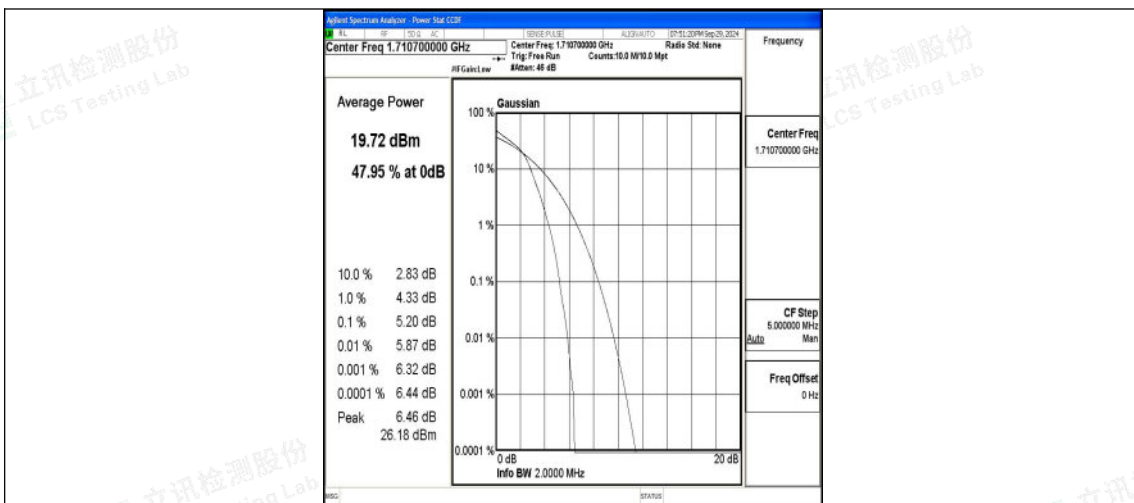 Agilent Spectrum Analyzer - Power Stat CCDF
RL RF 50 Ω AC SENSE:PULSE ALIGNAUTO 07:51:20PM Sep 29, 2024
Center Freq 1.710700000 GHz
Center Freq: 1.710700000 GHz Radio Std: None
Trig: Free Run Counts:10.0 M/10.0 Mpt
#IFGain:Low #Atten: 46 dB
Frequency
Average Power
19.72 dBm
47.95 % at 0dB
10.0 % 2.83 dB
1.0 % 4.33 dB
0.1 % 5.20 dB
0.01 % 5.87 dB
0.001 % 6.32 dB
0.0001 % 6.44 dB
Peak 6.46 dB
26.18 dBm
Gaussian
100 %
10 %
1 %
0.1 %
0.01 %
0.001 %
0.0001 %
0 dB 20 dB
Info BW 2.0000 MHz
Center Freq
1.710700000 GHz
CF Step
5.000000 MHz
Auto Man
Freq Offset
0 Hz
MSG STATUS
立讯检测股份
LCS Testing Lab
立讯检测股份
LCS Testing Lab
立讯检测股份